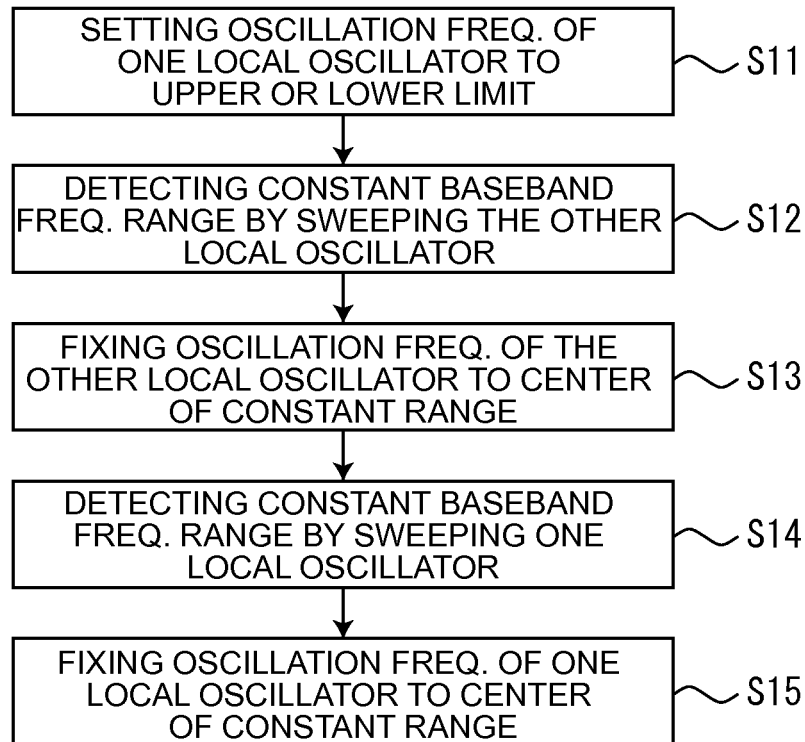 SETTING OSCILLATION FREQ. OF
ONE LOCAL OSCILLATOR TO
UPPER OR LOWER LIMIT
S11
DETECTING CONSTANT BASEBAND
FREQ. RANGE BY SWEEPING THE OTHER
LOCAL OSCILLATOR
S12
FIXING OSCILLATION FREQ. OF THE
OTHER LOCAL OSCILLATOR TO CENTER
OF CONSTANT RANGE
S13
DETECTING CONSTANT BASEBAND
FREQ. RANGE BY SWEEPING ONE
LOCAL OSCILLATOR
S14
FIXING OSCILLATION FREQ. OF ONE
LOCAL OSCILLATOR TO CENTER
OF CONSTANT RANGE
S15